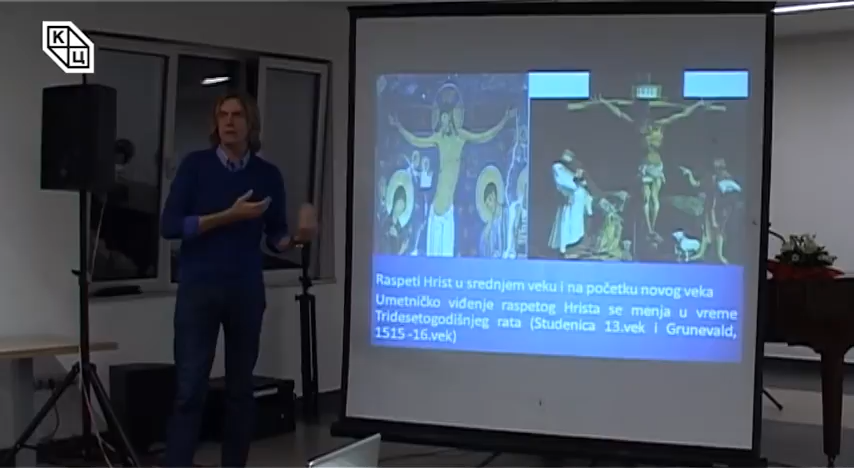 К
Ц
Raspeti Hrist u srednjem veku i na početku novog veka
Umetničko viđenje raspetog Hrista se menja u vreme
Tridesetogodišnjeg rata (Studenica 13.vek i Grunevald,
1515 -16.vek)